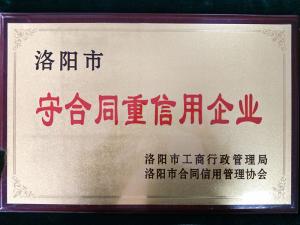 洛阳市
守合同重信用企业
洛阳市工商行政管理局
洛阳市合同信用管理协会